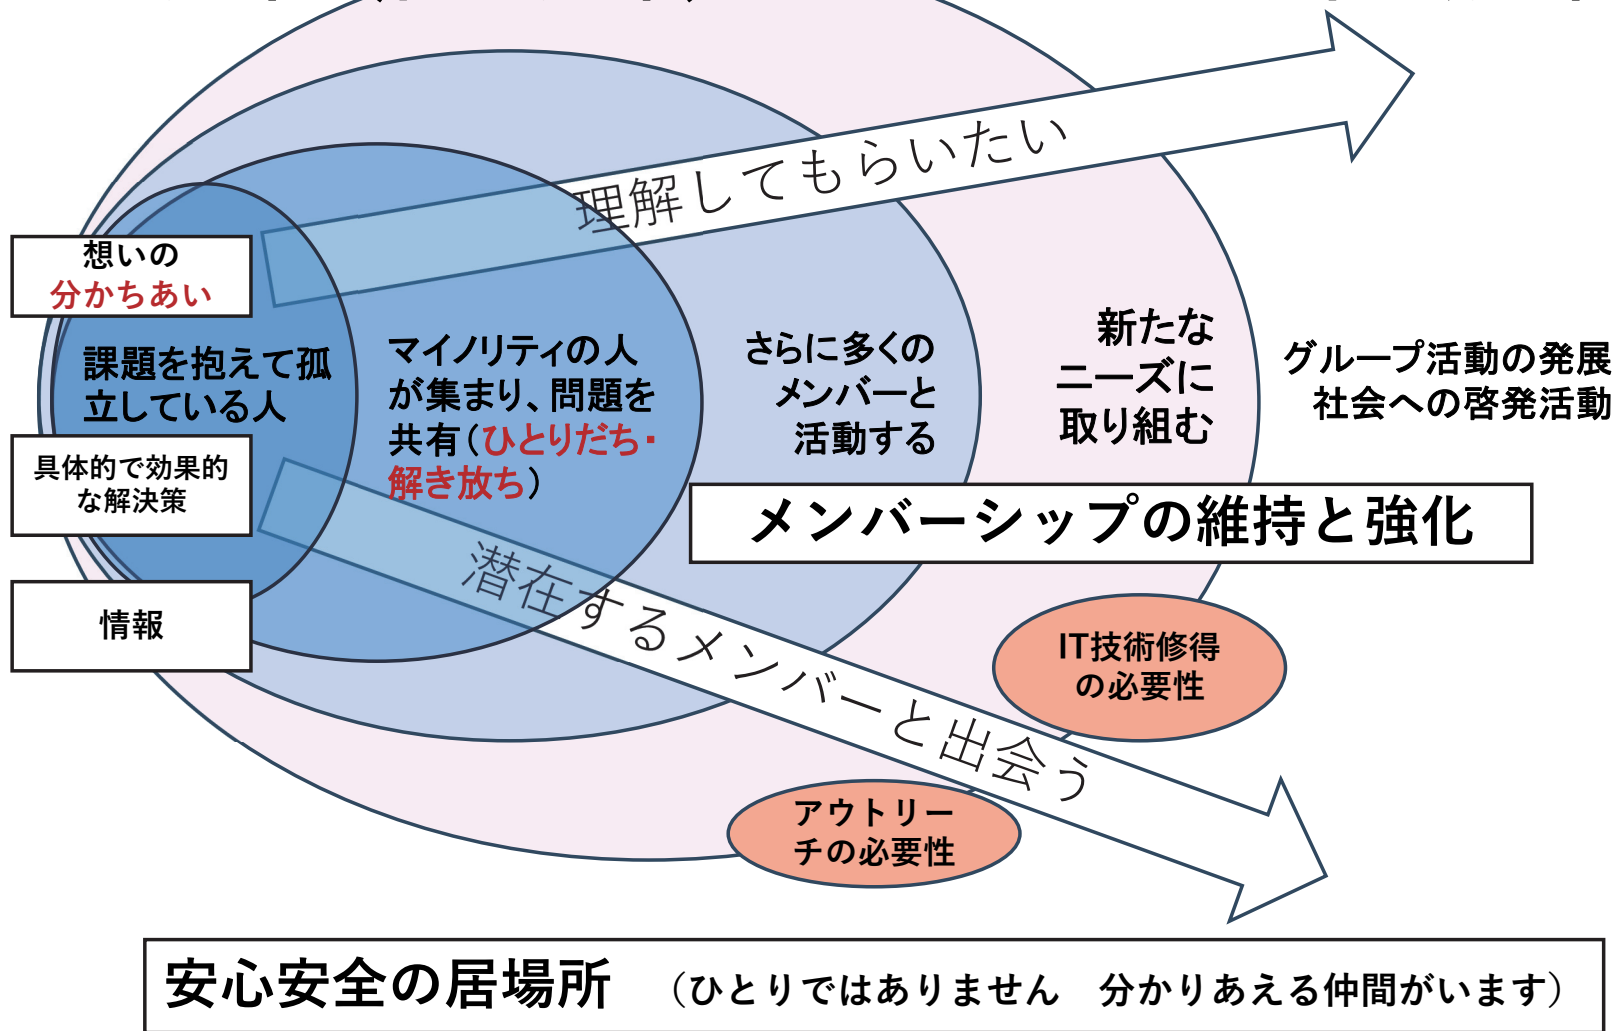 理解してもらいたい
想いの
分かちあい
課題を抱えて孤
立している人
具体的で効果的
な解決策
情報
マイノリティの人
が集まり、問題を
共有（ひとりだち・
解き放ち）
さらに多くの
メンバーと
活動する
新たな
ニーズに
取り組む
グループ活動の発展
社会への啓発活動
メンバーシップの維持と強化
潜在するメンバーと出会う
IT技術修得
の必要性
アウトリー
チの必要性
安心安全の居場所　（ひとりではありません　分かりあえる仲間がいます）